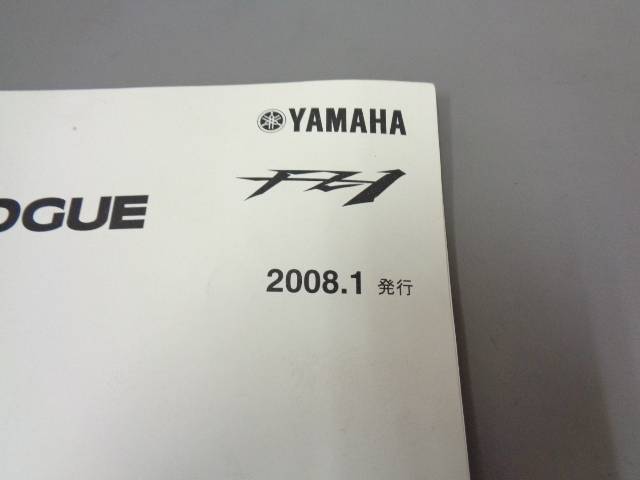 YAMAHA
FZ1
OGUE
2008.1 発行